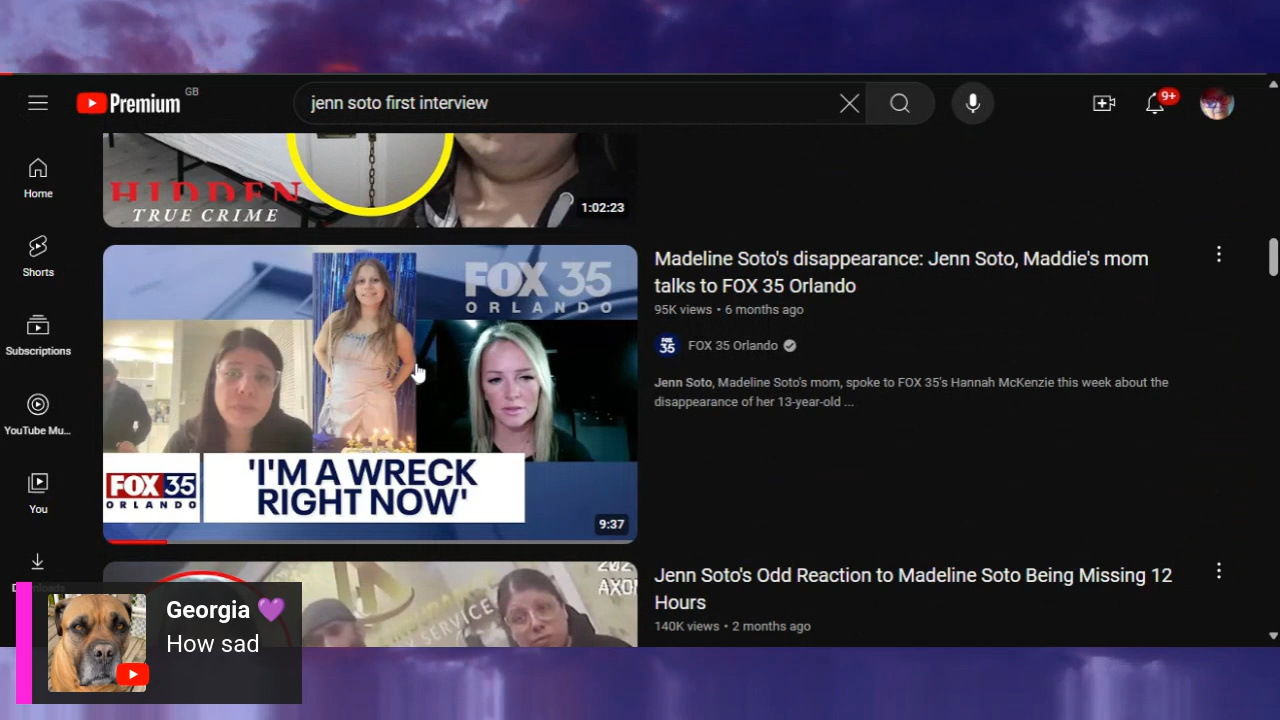 Premium
GB
jenn soto first interview
9+
Home
Shorts
Subscriptions
YouTube Mu...
You
HIDDEN
TRUE CRIME
1:02:23
FOX 35
ORLANDO
FOX 35
ORLANDO
'I'M A WRECK
RIGHT NOW'
9:37
Madeline Soto's disappearance: Jenn Soto, Maddie's mom
talks to FOX 35 Orlando
95K views • 6 months ago
FOX 35
FOX 35 Orlando
Jenn Soto, Madeline Soto's mom, spoke to FOX 35's Hannah McKenzie this week about the
disappearance of her 13-year-old ...
SERVICE
AXO
Jenn Soto's Odd Reaction to Madeline Soto Being Missing 12
Hours
140K views • 2 months ago
Georgia 💜
How sad